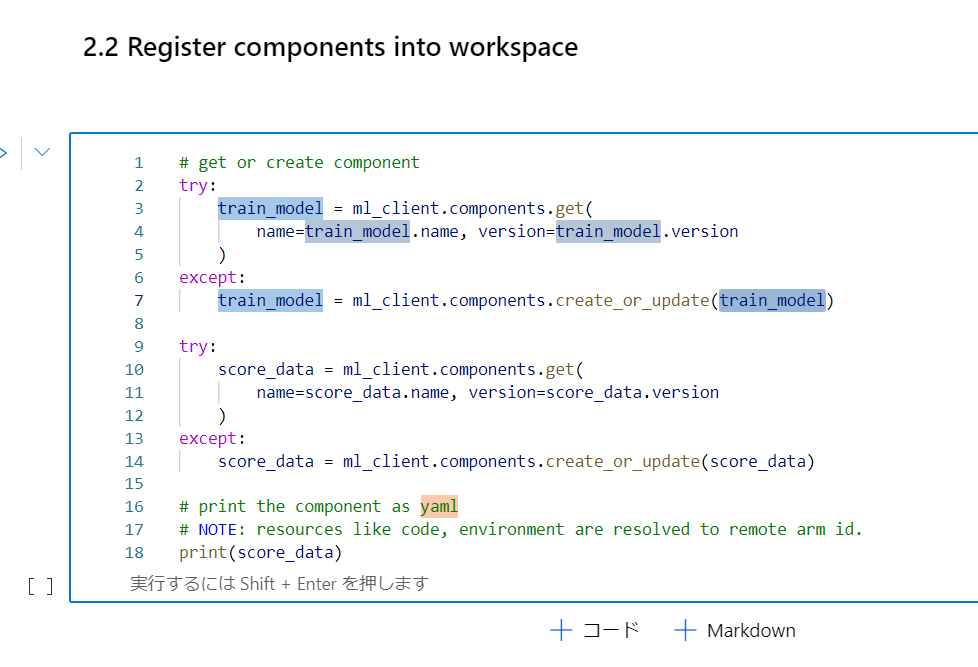 2.2 Register components into workspace
1 # get or create component
2 try:
3 train_model = ml_client.components.get(
4 name=train_model.name, version=train_model.version
5 )
6 except:
7 train_model = ml_client.components.create_or_update(train_model)
8
9 try:
10 score_data = ml_client.components.get(
11 name=score_data.name, version=score_data.version
12 )
13 except:
14 score_data = ml_client.components.create_or_update(score_data)
15
16 # print the component as yaml
17 # NOTE: resources like code, environment are resolved to remote arm id.
18 print(score_data)
[ ] 実行するには Shift + Enter を押します
+ コード + Markdown